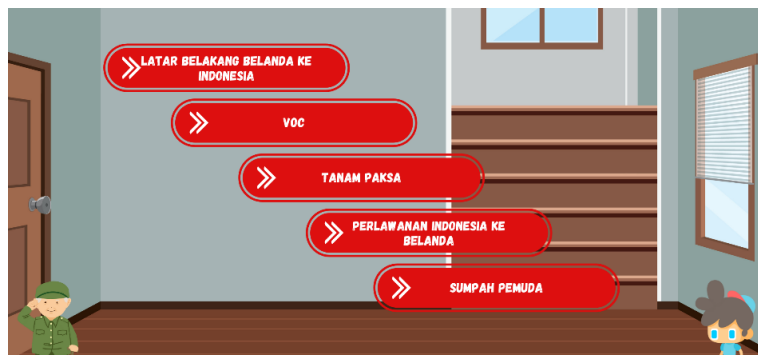 LATAR BELAKANG BELANDA KE
INDONESIA
VOC
TANAM PAKSA
PERLAWANAN INDONESIA KE
BELANDA
SUMPAH PEMUDA